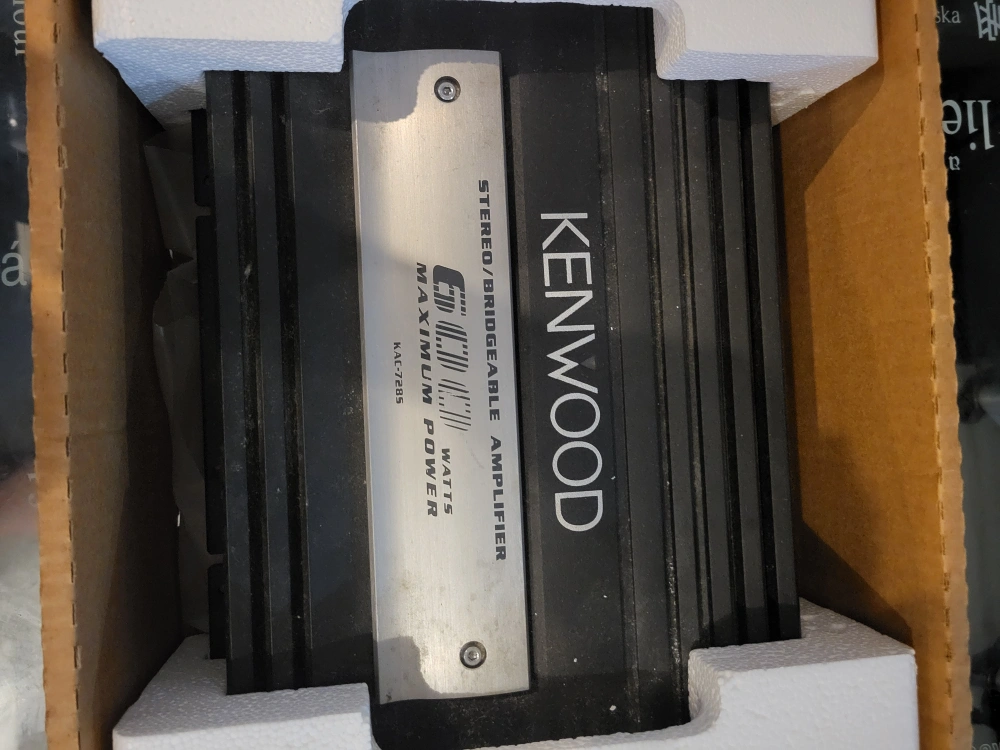 KENWOOD
STEREO/BRIDGEABLE AMPLIFIER
600 WATTS
MAXIMUM POWER
KAC-7285